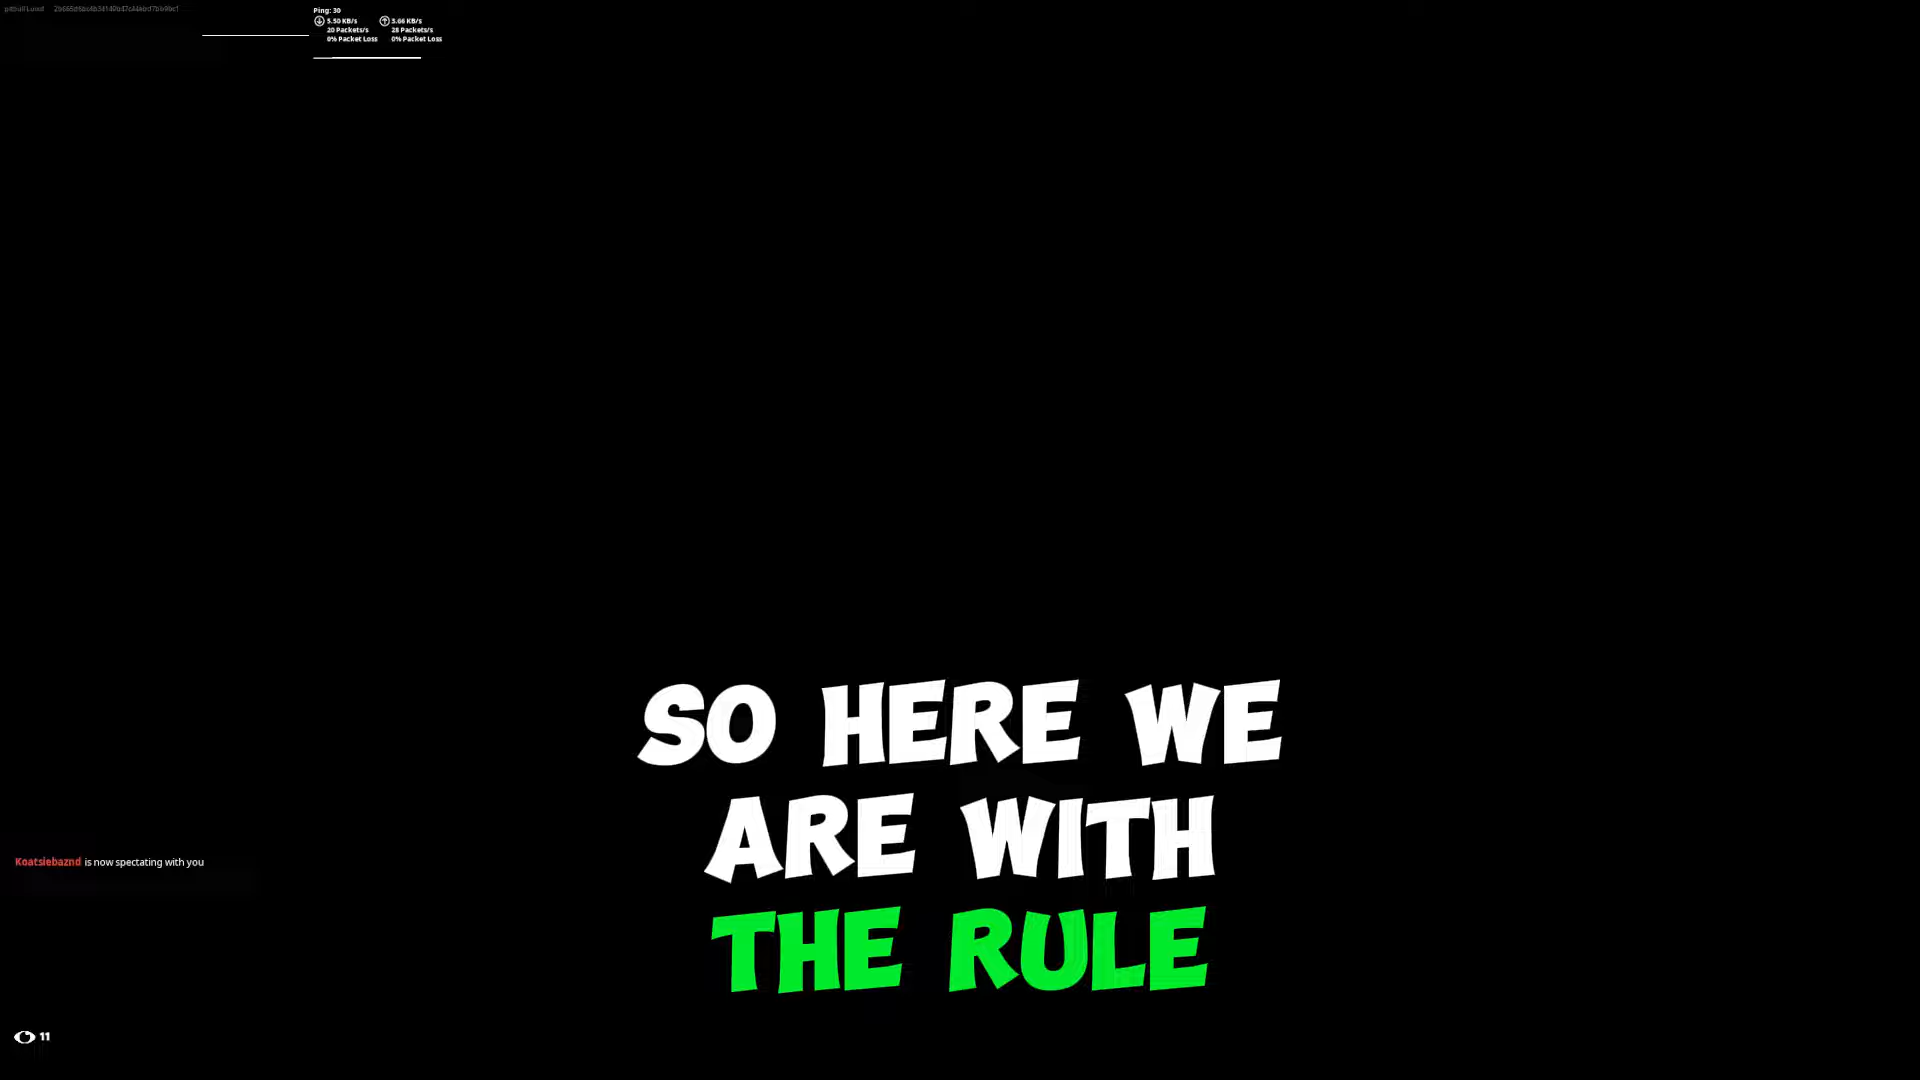 Ping: 30
5.50 KB/s 3.66 KB/s
20 Packets/s 28 Packets/s
0% Packet Loss 0% Packet Loss
SO HERE WE
ARE WITH
THE RULE
Koatsiebaznd is now spectating with you
11